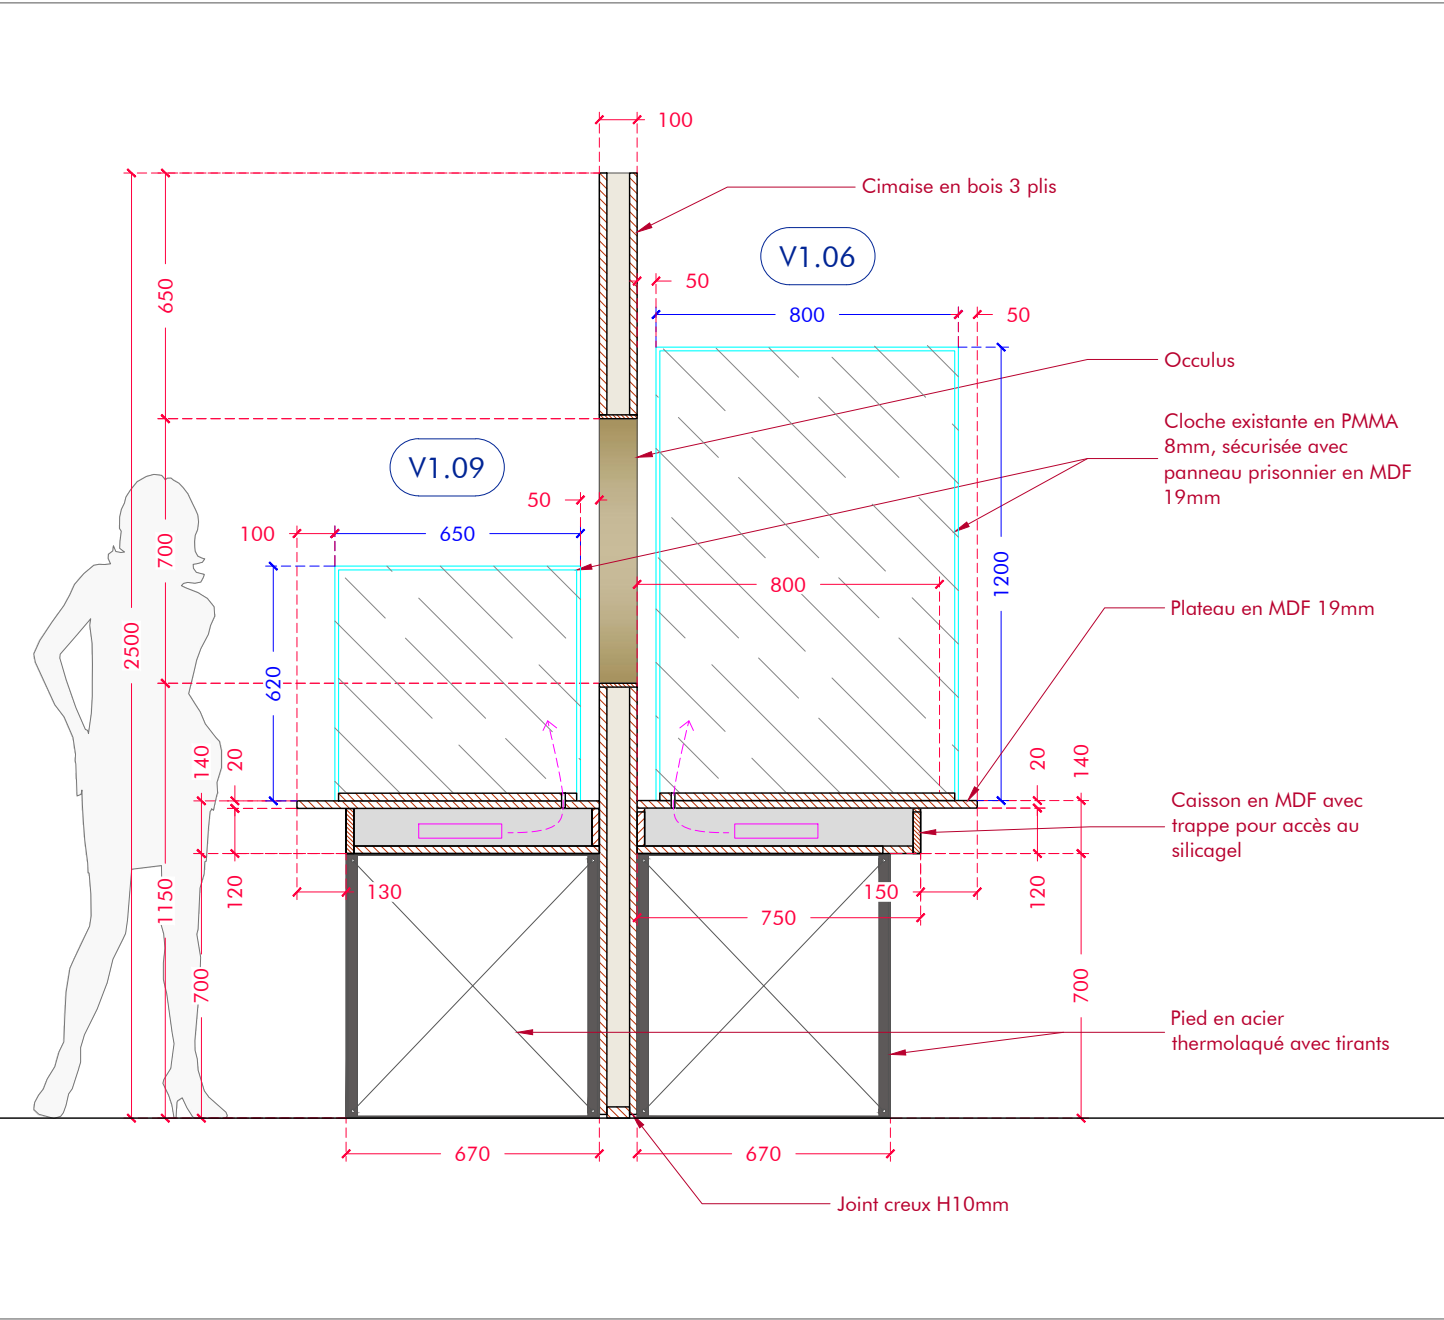 100
Cimaise en bois 3 plis
V1.06
50
650
800
50
Occulus
Cloche existante en PMMA
8mm, sécurisée avec
panneau prisonnier en MDF
19mm
V1.09
50
100
650
700
800
1200
Plateau en MDF 19mm
2500
620
140
20
20
140
Caisson en MDF avec
trappe pour accès au
silicagel
1150
120
130
150
120
750
700
700
Pied en acier
thermolaqué avec tirants
670
670
Joint creux H10mm